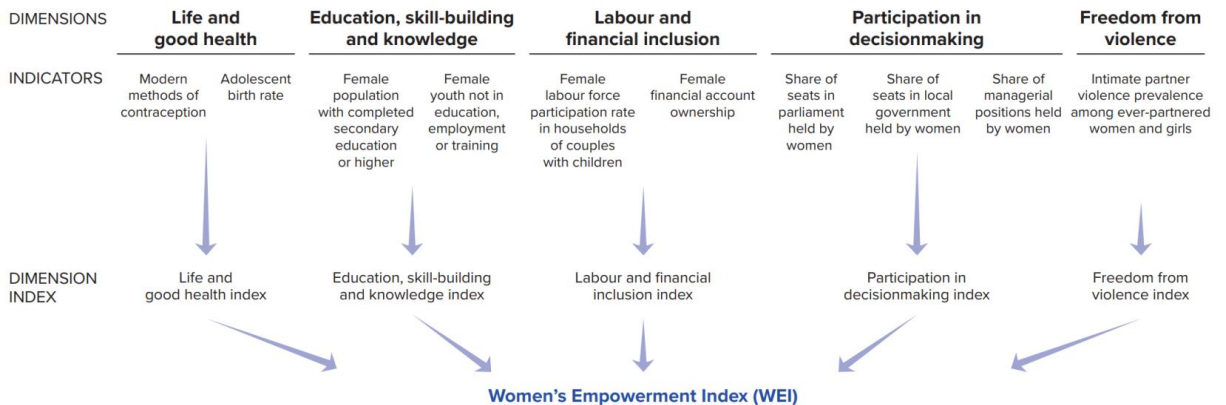 DIMENSIONS
Life and
good health
Education, skill-building
and knowledge
Labour and
financial inclusion
Participation in
decisionmaking
Freedom from
violence
INDICATORS
Modern
methods of
contraception
Adolescent
birth rate
Female
population
with completed
secondary
education
or higher
Female
youth not in
education,
employment
or training
Female
labour force
participation rate
in households
of couples
with children
Female
financial account
ownership
Share of
seats in
parliament
held by
women
Share of
seats in local
government
held by women
Share of
managerial
positions held
by women
Intimate partner
violence prevalence
among ever-partnered
women and girls
DIMENSION
INDEX
Life and
good health index
Education, skill-building
and knowledge index
Labour and financial
inclusion index
Participation in
decisionmaking index
Freedom from
violence index
Women's Empowerment Index (WEI)